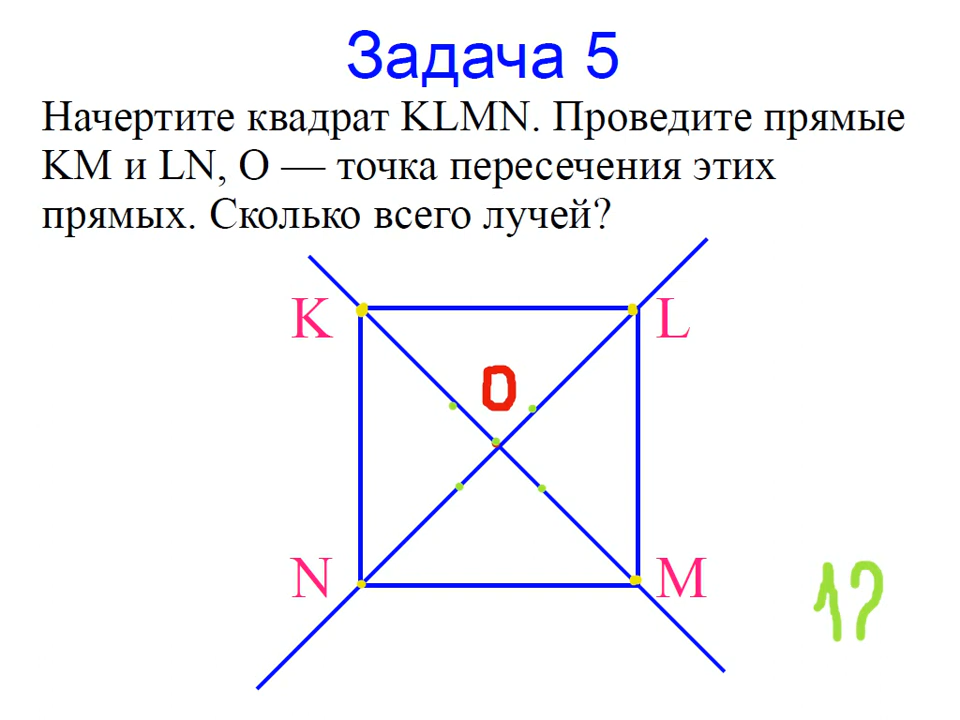 Задача 5
Начертите квадрат KLMN. Проведите прямые
KM и LN, O — точка пересечения этих
прямых. Сколько всего лучей?
K
L
O
N
M
12